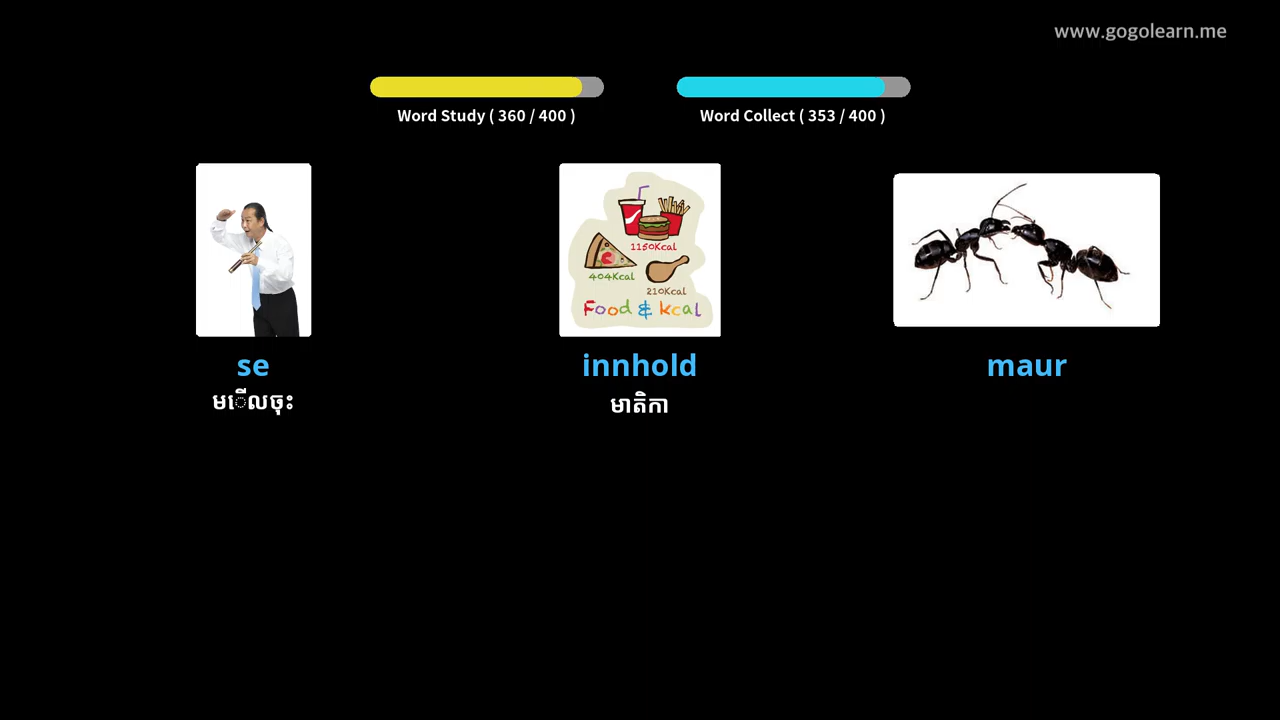 www.gogolearn.me
Word Study ( 360 / 400 )
Word Collect ( 353 / 400 )
1150Kcal
404Kcal
210Kcal
Food & kcal
se
innhold
maur
មេីលចុះ
មាតិកា